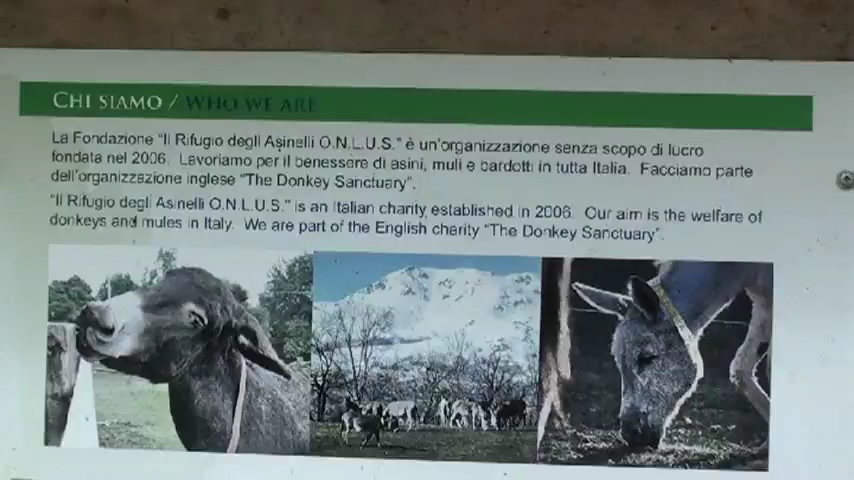 CHI SIAMO / WHO WE ARE
La Fondazione "Il Rifugio degli Asinelli O.N.L.U.S." è un'organizzazione senza scopo di lucro
fondata nel 2006. Lavoriamo per il benessere di asini, muli e bardotti in tutta Italia. Facciamo parte
dell'organizzazione inglese "The Donkey Sanctuary".
"Il Rifugio degli Asinelli O.N.L.U.S." is an Italian charity established in 2006. Our aim is the welfare of
donkeys and mules in Italy. We are part of the English charity "The Donkey Sanctuary".